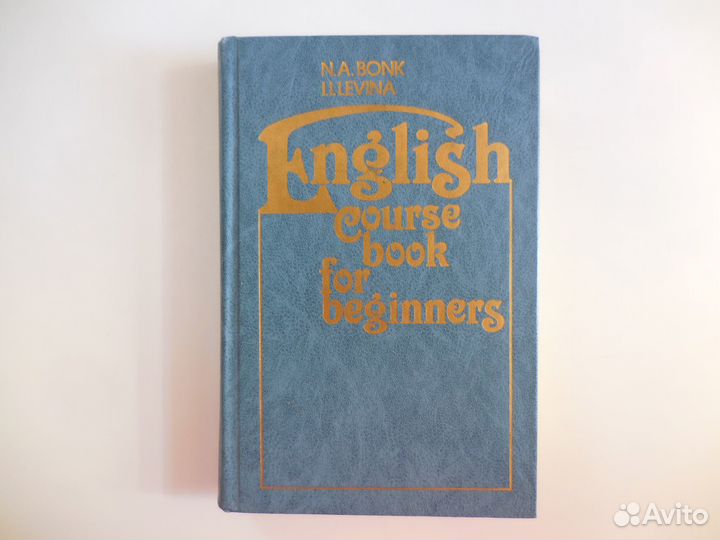 N.A. BONK
I.I. LEVINA
English
Course
book
for
beginners
Avito